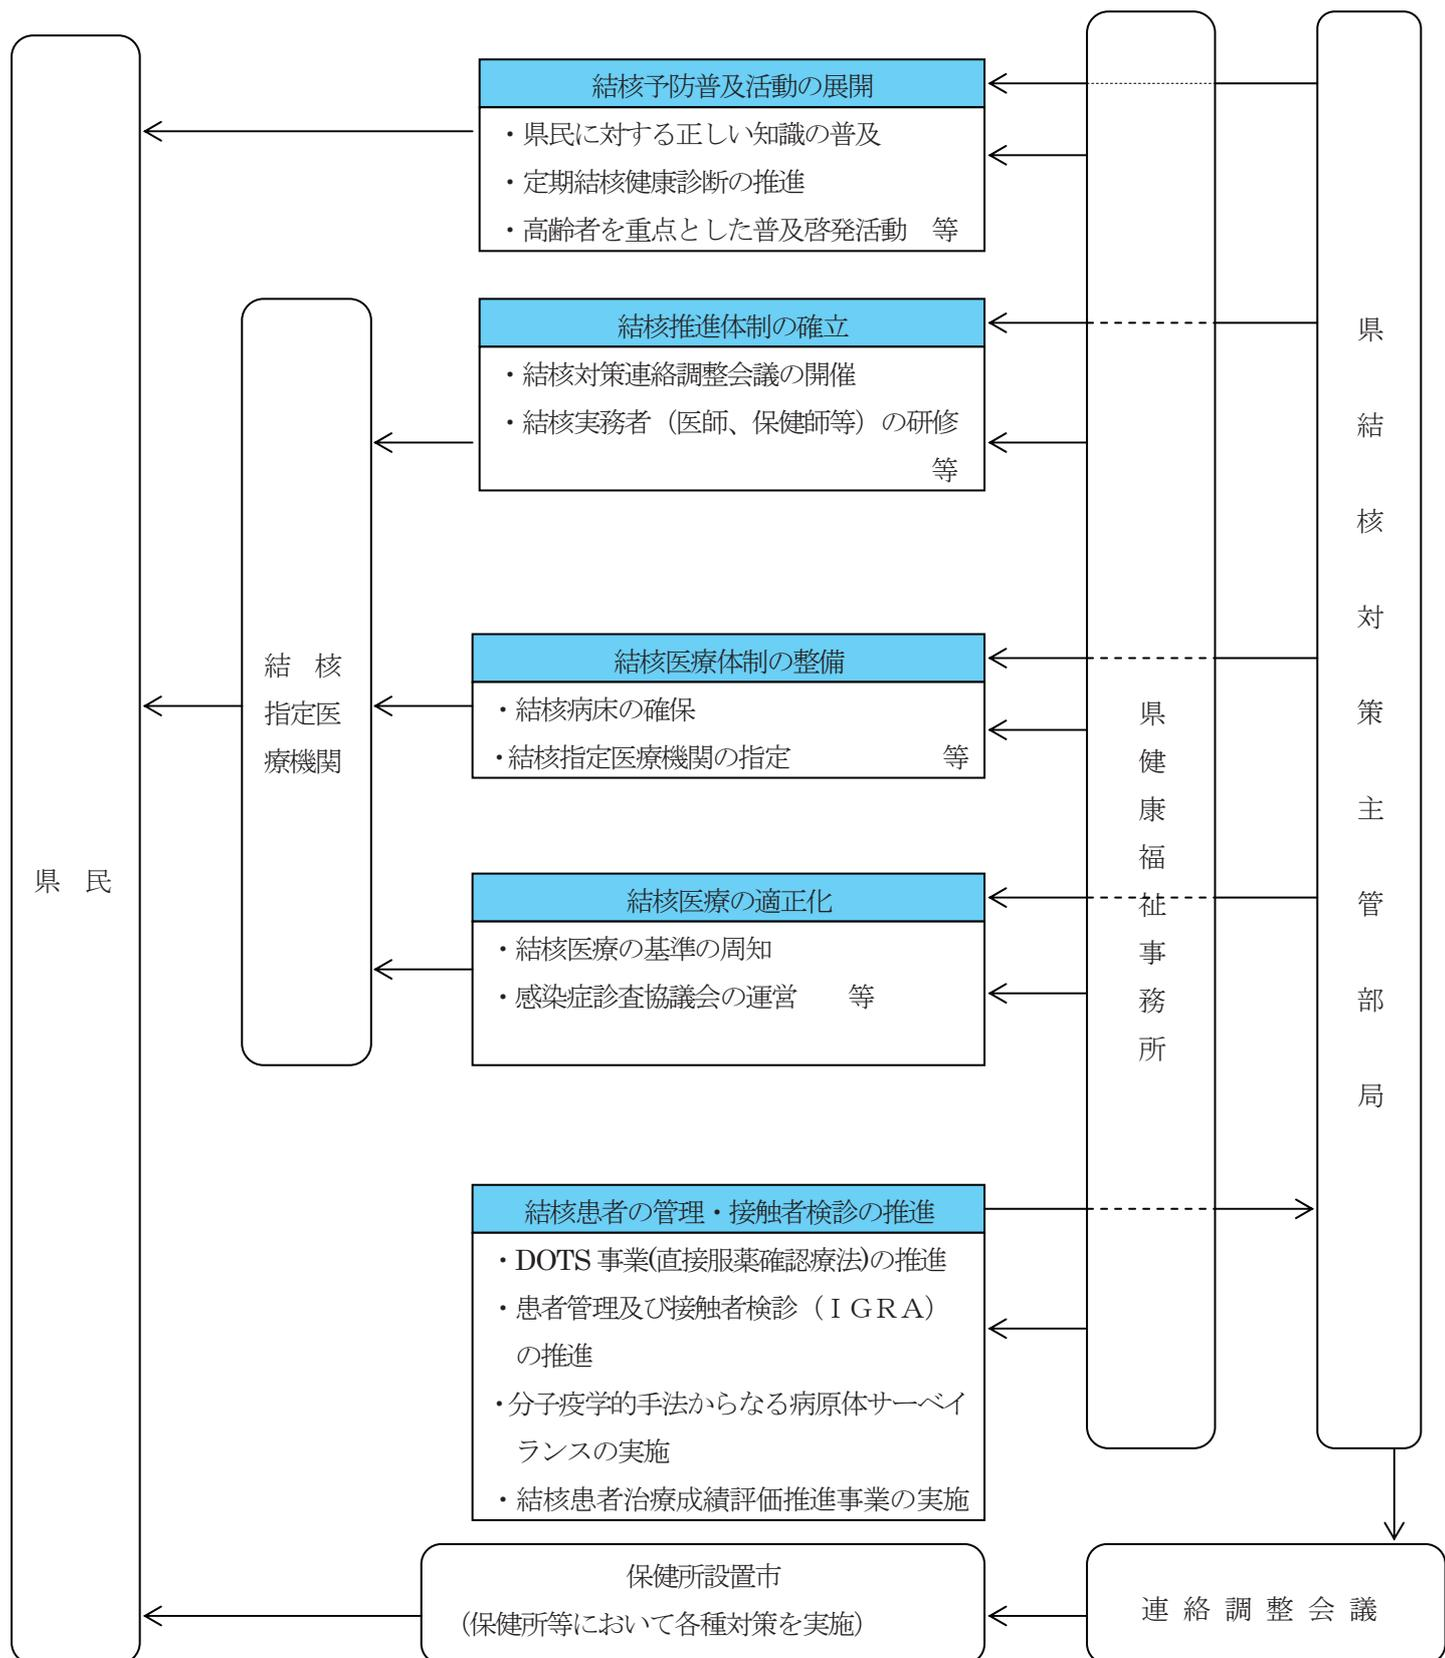 結核予防普及活動の展開
・県民に対する正しい知識の普及
・定期結核健康診断の推進
・高齢者を重点とした普及啓発活動　等
結核推進体制の確立
・結核対策連絡調整会議の開催
・結核実務者（医師、保健師等）の研修
等
結核医療体制の整備
・結核病床の確保
・結核指定医療機関の指定　　　　　　等
結核医療の適正化
・結核医療の基準の周知
・感染症診査協議会の運営　　等
結核患者の管理・接触者検診の推進
・DOTS 事業(直接服薬確認療法)の推進
・患者管理及び接触者検診（ＩＧＲＡ）
の推進
・分子疫学的手法からなる病原体サーベイ
ランスの実施
・結核患者治療成績評価推進事業の実施
保健所設置市
（保健所等において各種対策を実施）
県　民
結　核
指定医
療機関
県健康福祉事務所
県結核対策主管部局
連 絡 調 整 会 議